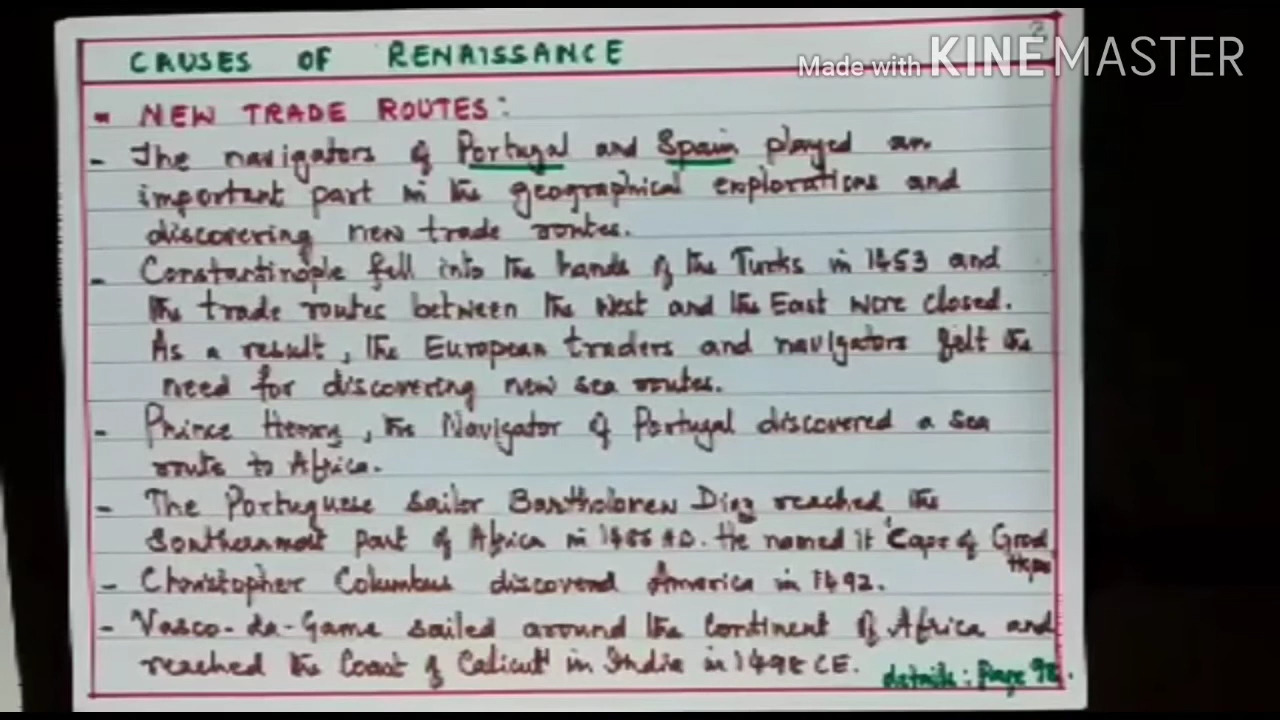 2
CAUSES OF RENAISSANCE
Made with KINEMASTER
- NEW TRADE ROUTES:
- The navigators of Portugal and Spain played an
important part in the geographical explorations and
discovering new trade routes.
- Constantinople fell into the hands of the Turks in 1453 and
the trade routes between the West and the East were closed.
As a result, the European traders and navigators felt the
need for discovering new sea routes.
- Prince Henry, the Navigator of Portugal discovered a sea
route to Africa.
- The Portuguese sailor Bartholomew Diaz reached the
Southernmost part of Africa in AD. He named it 'Cape of Good
Hope
- Christopher Columbus discovered America in 1492.
- Vasco-da-Game sailed around the Continent of Africa and
reached the Coast of Calicut in India in 1498 CE.
details: Page 98.